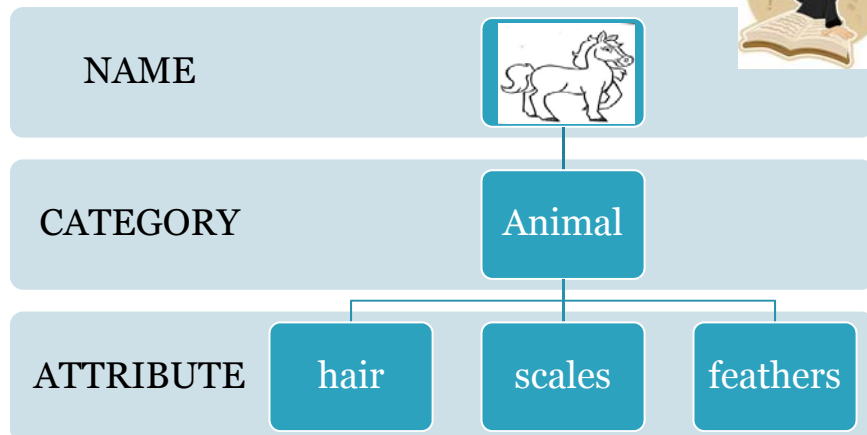 NAME
CATEGORY
Animal
ATTRIBUTE
hair
scales
feathers